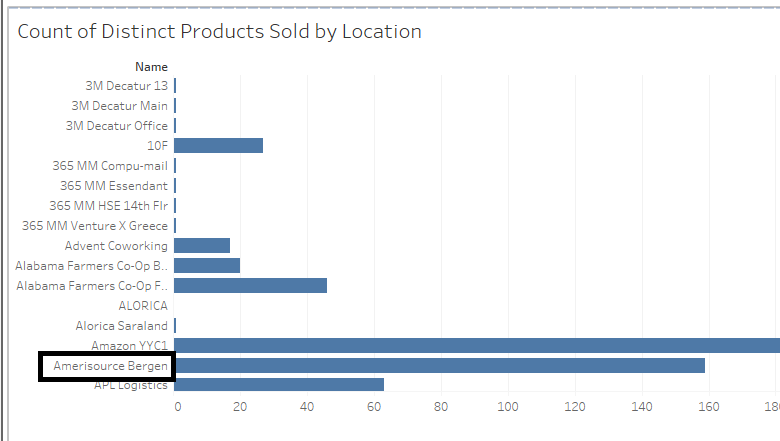 Count of Distinct Products Sold by Location
Name
3M Decatur 13
3M Decatur Main
3M Decatur Office
10F
365 MM Compu-mail
365 MM Essendant
365 MM HSE 14th Flr
365 MM Venture X Greece
Advent Coworking
Alabama Farmers Co-Op B..
Alabama Farmers Co-Op F..
ALORICA
Alorica Saraland
Amazon YYC1
Amerisource Bergen
APL Logistics
0 20 40 60 80 100 120 140 160 180